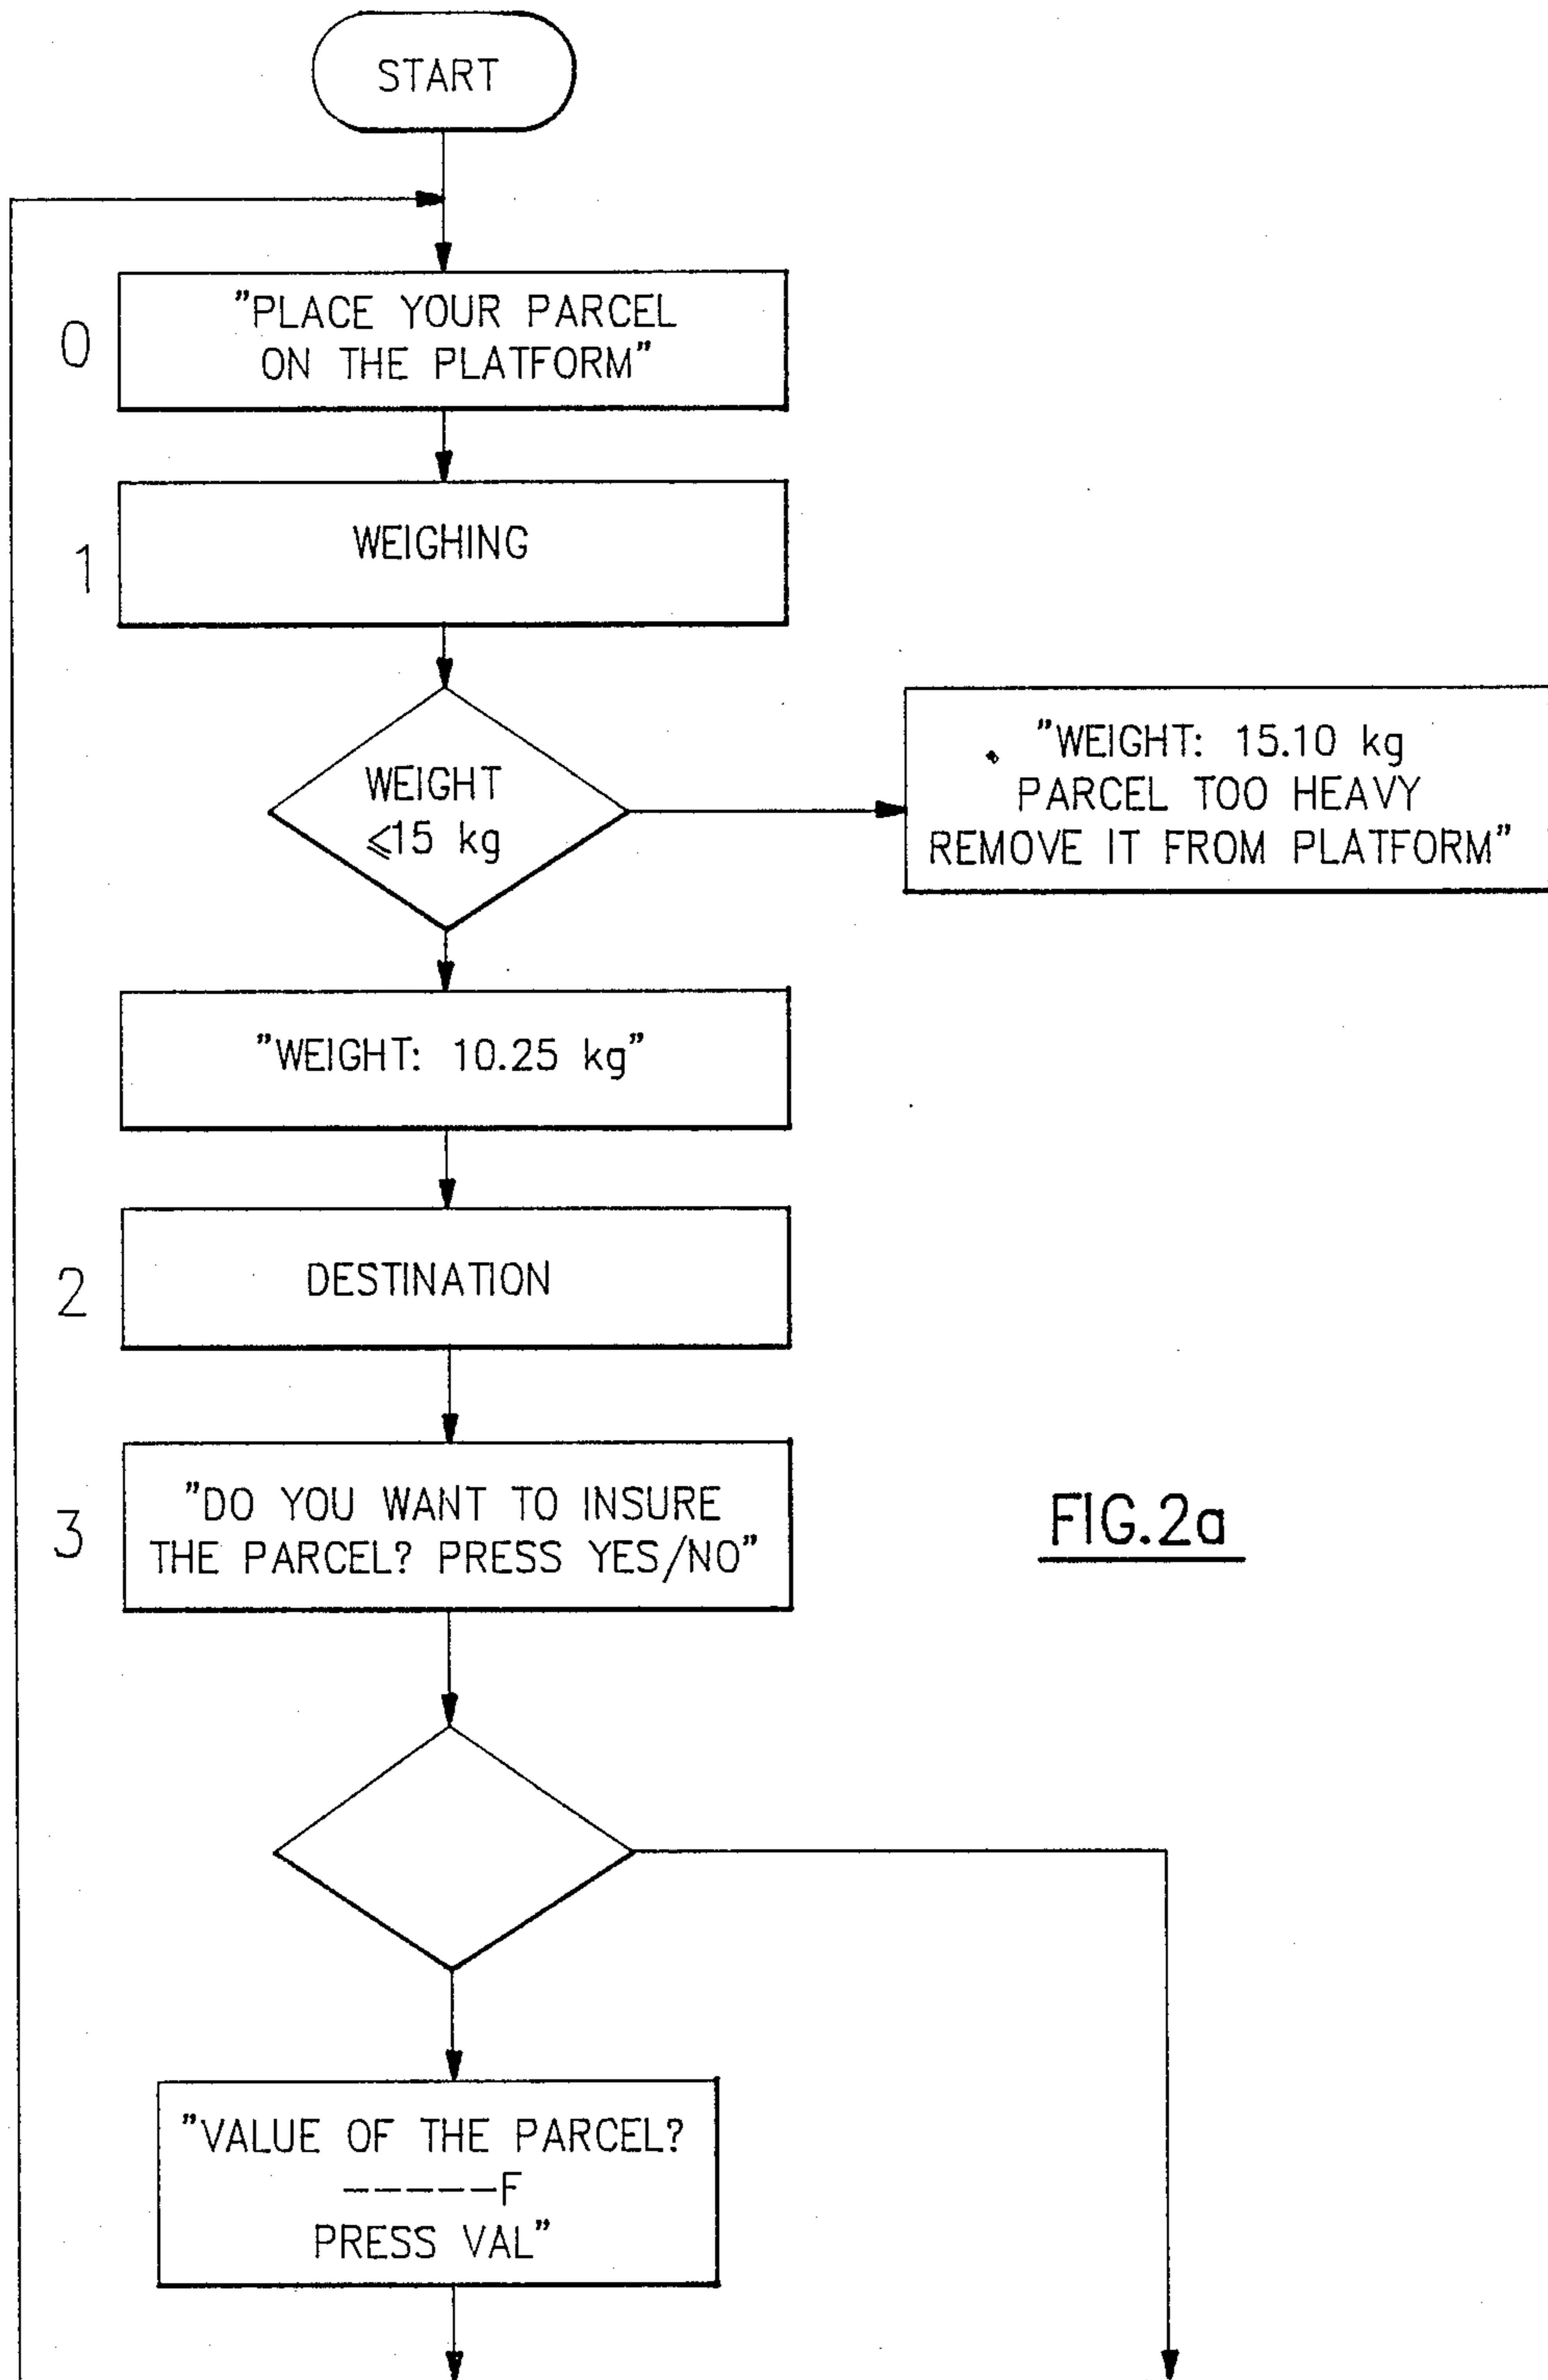 START
0
"PLACE YOUR PARCEL
ON THE PLATFORM"
1
WEIGHING
WEIGHT
⩽15 kg
"WEIGHT: 15.10 kg
PARCEL TOO HEAVY
REMOVE IT FROM PLATFORM"
"WEIGHT: 10.25 kg"
2
DESTINATION
3
"DO YOU WANT TO INSURE
THE PARCEL? PRESS YES/NO"
FIG.2a
"VALUE OF THE PARCEL?
-----F
PRESS VAL"